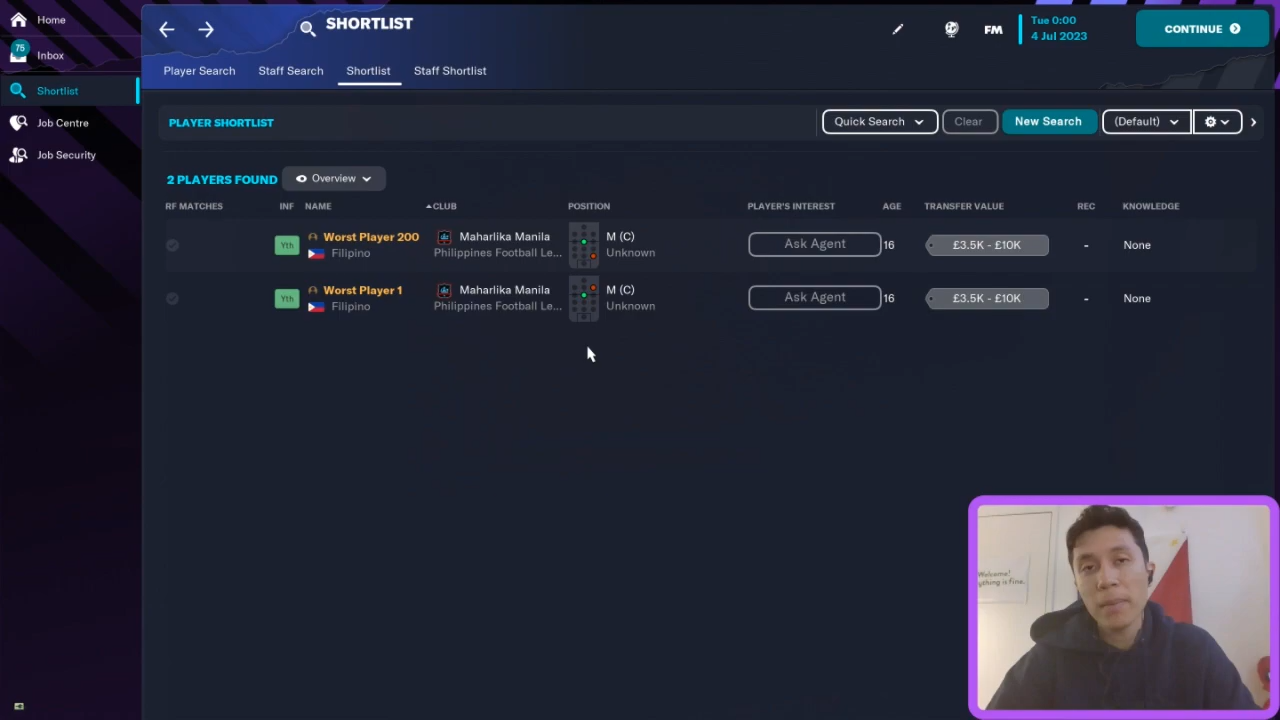 Home
75
Inbox
Shortlist
Job Centre
Job Security
SHORTLIST
FM
Tue 0:00
4 Jul 2023
CONTINUE
Player Search Staff Search Shortlist Staff Shortlist
PLAYER SHORTLIST
Quick Search Clear New Search (Default)
2 PLAYERS FOUND Overview
RF MATCHES INF NAME CLUB POSITION PLAYER'S INTEREST AGE TRANSFER VALUE REC KNOWLEDGE
Yth Worst Player 200 Maharlika Manila M (C) Ask Agent 16 £3.5K - £10K - None
Filipino Philippines Football Le... Unknown
Yth Worst Player 1 Maharlika Manila M (C) Ask Agent 16 £3.5K - £10K - None
Filipino Philippines Football Le... Unknown
Welcome!
thing is fine.